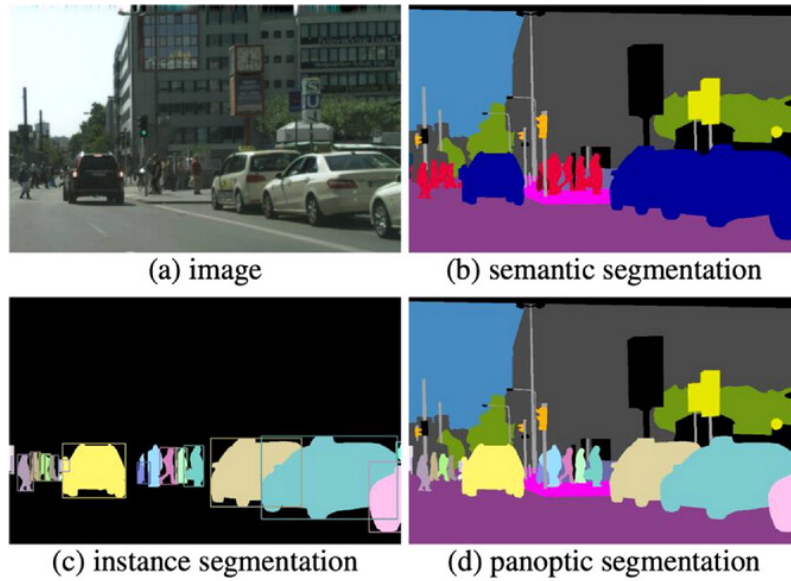 S
U
(a) image
(b) semantic segmentation
(c) instance segmentation
(d) panoptic segmentation